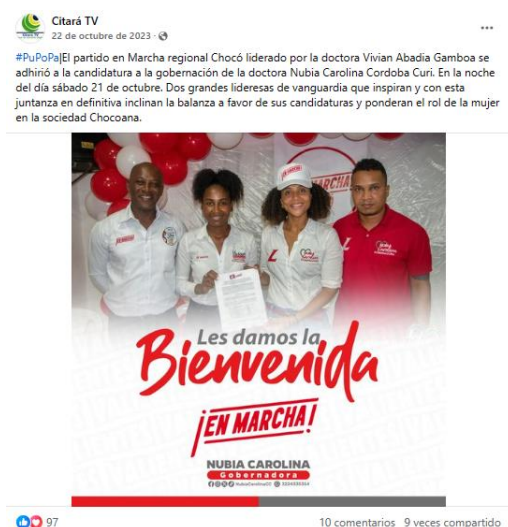 Citará TV
22 de octubre de 2023 ·
...
#PuPoPa|El partido en Marcha regional Chocó liderado por la doctora Vivian Abadia Gamboa se
adhirió a la candidatura a la gobernación de la doctora Nubia Carolina Cordoba Curi. En la noche
del día sábado 21 de octubre. Dos grandes lideresas de vanguardia que inspiran y con esta
juntanza en definitiva inclinan la balanza a favor de sus candidaturas y ponderan el rol de la mujer
en la sociedad Chocoana.
MARCHA
¡EN MARCHA!
L
Les damos la
Bienvenida
¡EN MARCHA!
NUBIA CAROLINA
Gobernadora
97
10 comentarios 9 veces compartido